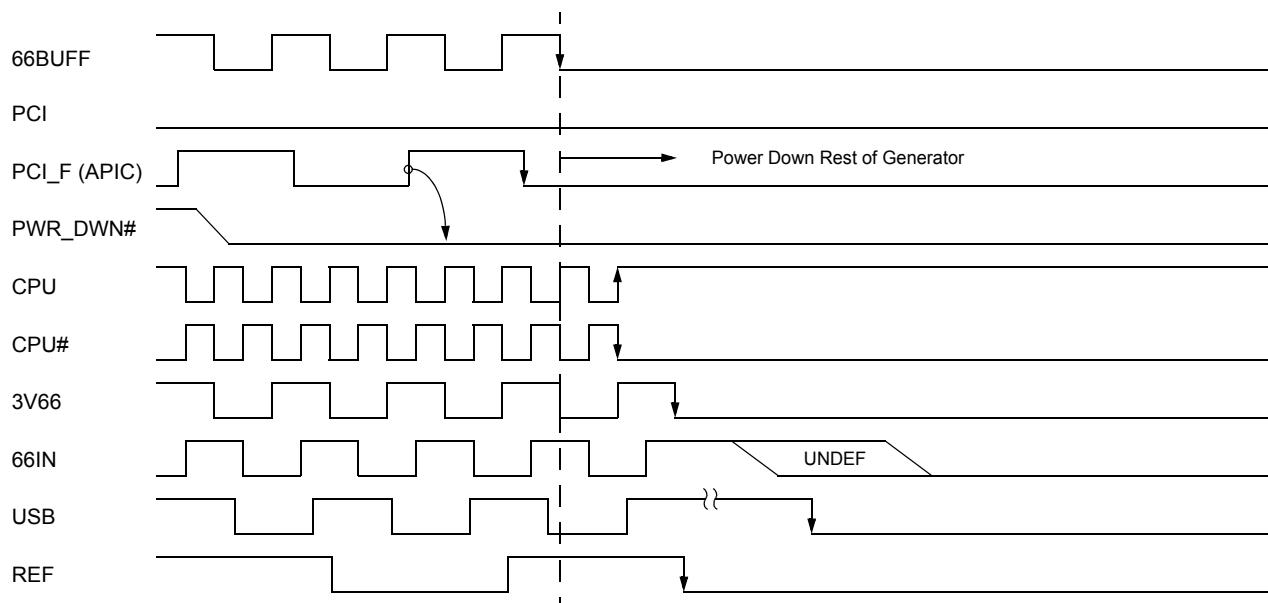 66BUFF
PCI
PCI_F (APIC)
Power Down Rest of Generator
PWR_DWN#
CPU
CPU#
3V66
66IN
UNDEF
USB
REF